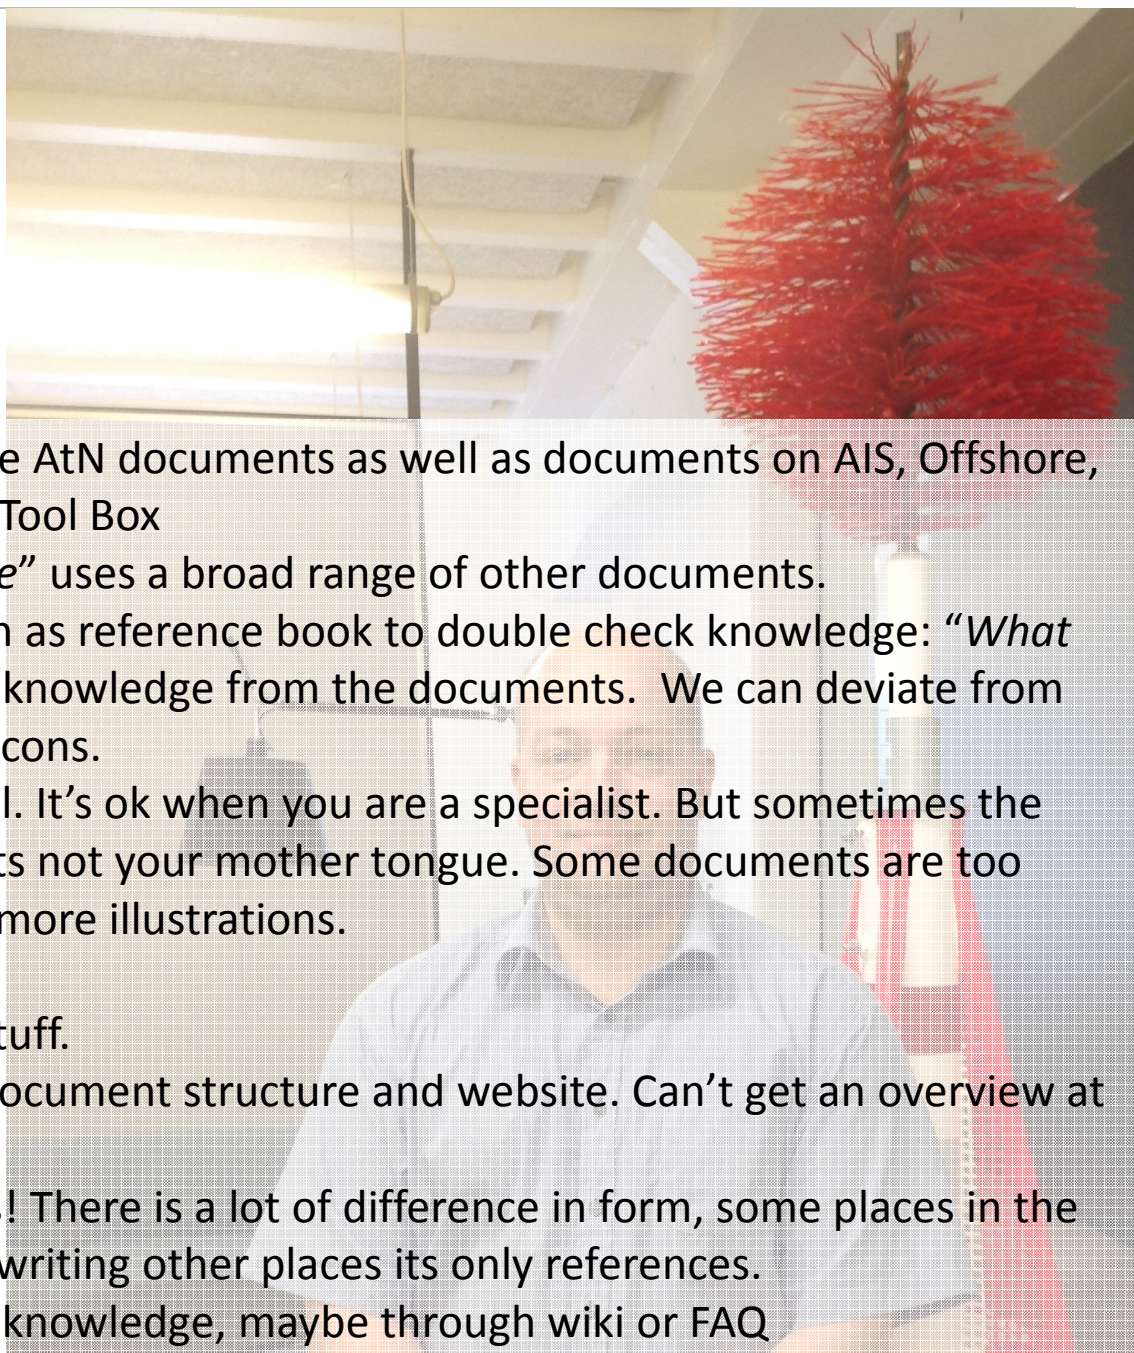 e AtN documents as well as documents on AIS, Offshore,
Tool Box
e” uses a broad range of other documents.
n as reference book to double check knowledge: “What
knowledge from the documents.  We can deviate from
cons.
l. It’s ok when you are a specialist. But sometimes the
ts not your mother tongue. Some documents are too
more illustrations.
tuff.
ocument structure and website. Can’t get an overview at
s! There is a lot of difference in form, some places in the
writing other places its only references.
knowledge, maybe through wiki or FAQ